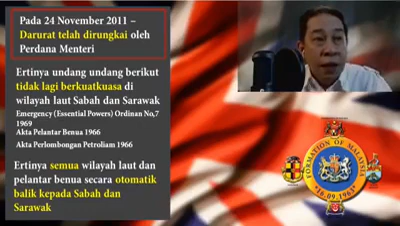 Pada 24 November 2011 –
Darurat telah dirungkai oleh
Perdana Menteri
Ertinya undang undang berikut
tidak lagi berkuatkuasa di
wilayah laut Sabah dan Sarawak
Emergency (Essential Powers) Ordinan No,7
1969
Akta Pelantar Benua 1966
Akta Perlombongan Petroliam 1966
Ertinya semua wilayah laut dan
pelantar benua secara otomatik
balik kepada Sabah dan
Sarawak
FORMATION OF MALAYSIA
*16.09.1963*